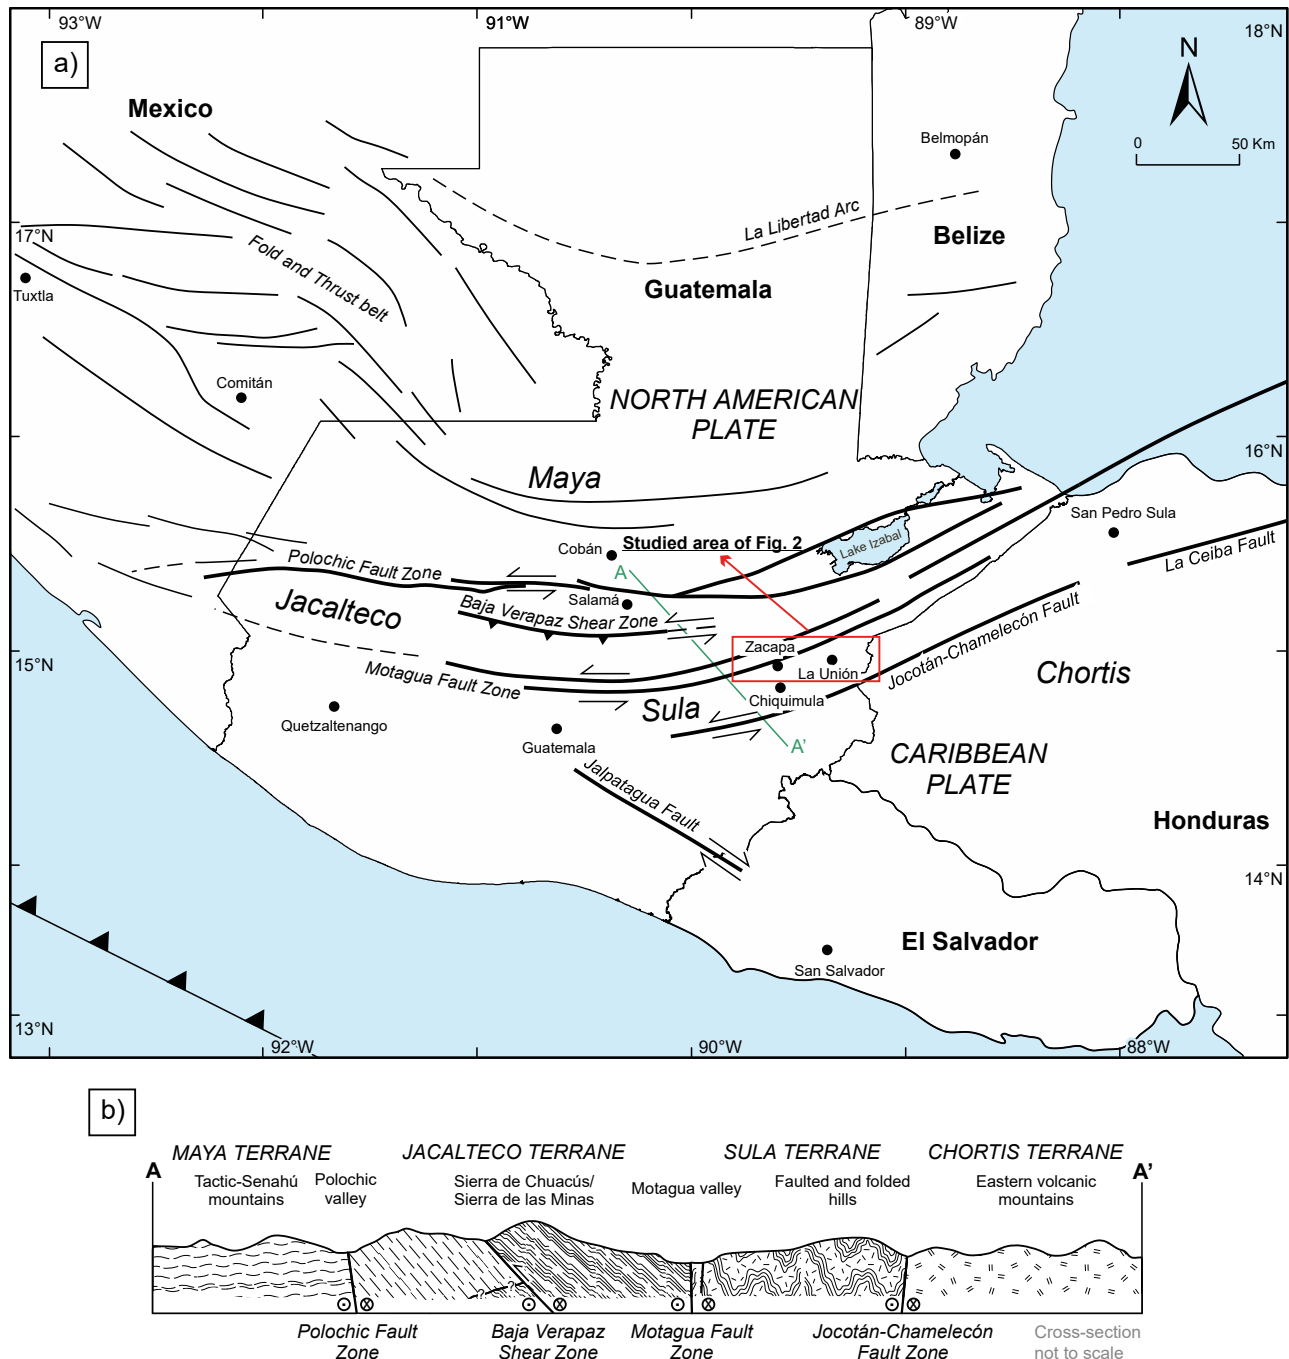 93°W
91°W
89°W
18°N
a)
N
Mexico
Belmopán
0
50 Km
La Libertad Arc
17°N
Belize
Fold and Thrust belt
Tuxtla
Guatemala
Comitán
NORTH AMERICAN
PLATE
16°N
Maya
San Pedro Sula
Studied area of Fig. 2
Lake Izabal
Cobán
La Ceiba Fault
Polochic Fault Zone
A
Salamá
Jacalteco
Baja Verapaz Shear Zone
Jocotán-Chamelecón Fault
15°N
Zacapa
La Unión
Motagua Fault Zone
Chortis
Chiquimula
Sula
Quetzaltenango
Guatemala
A'
CARIBBEAN
PLATE
Jalpatagua Fault
Honduras
14°N
El Salvador
San Salvador
13°N
92°W
90°W
88°W
b)
MAYA TERRANE
JACALTECO TERRANE
SULA TERRANE
CHORTIS TERRANE
A
A'
Tactic-Senahú
mountains
Polochic
valley
Sierra de Chuacús/
Sierra de las Minas
Motagua valley
Faulted and folded
hills
Eastern volcanic
mountains
? ?
Polochic Fault
Zone
Baja Verapaz
Shear Zone
Motagua Fault
Zone
Jocotán-Chamelecón
Fault Zone
Cross-section
not to scale